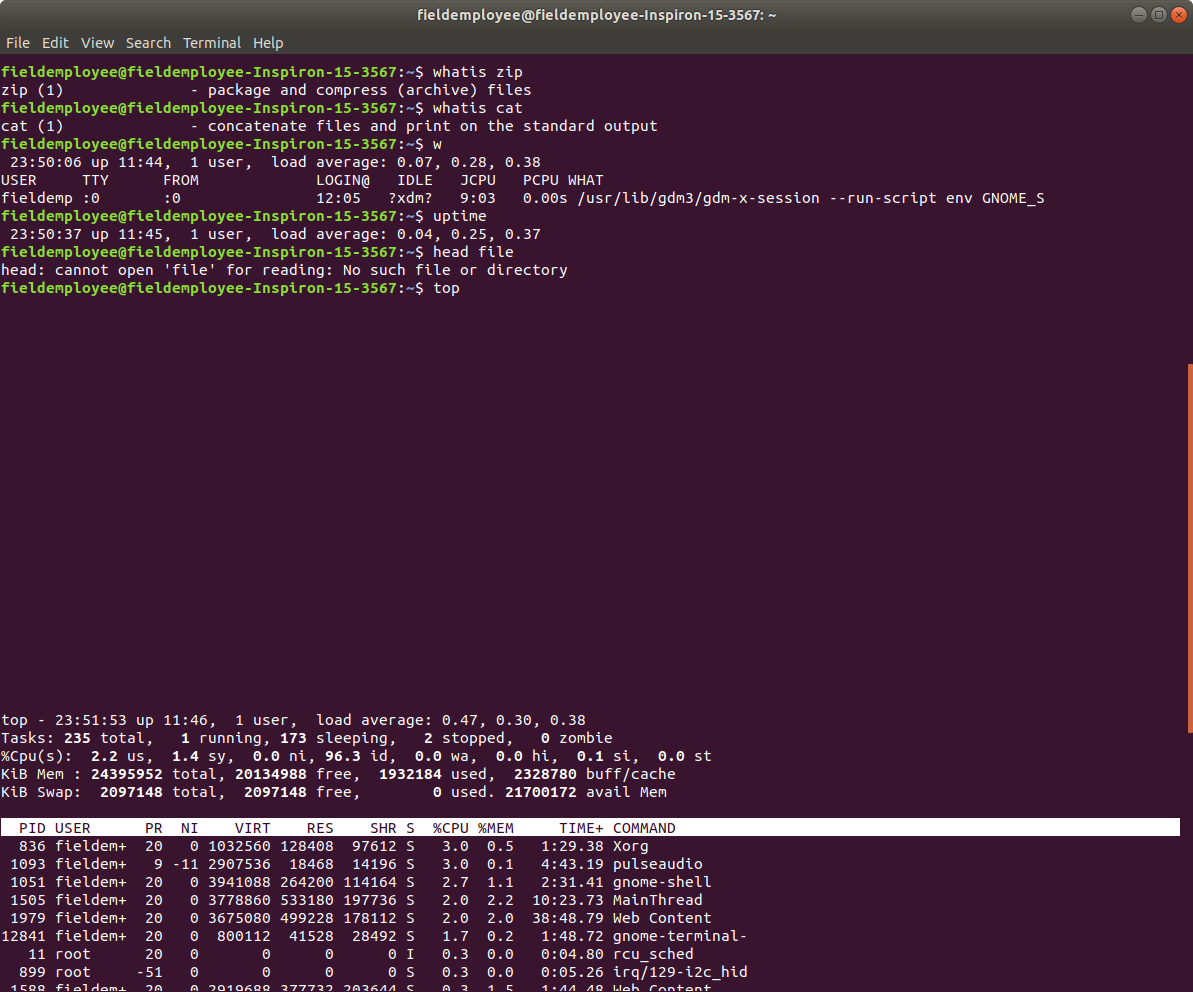 fieldemployee@fieldemployee-Inspiron-15-3567: ~
File Edit View Search Terminal Help
fieldemployee@fieldemployee-Inspiron-15-3567:~$ whatis zip
zip (1)              - package and compress (archive) files
fieldemployee@fieldemployee-Inspiron-15-3567:~$ whatis cat
cat (1)              - concatenate files and print on the standard output
fieldemployee@fieldemployee-Inspiron-15-3567:~$ w
 23:50:06 up 11:44,  1 user,  load average: 0.07, 0.28, 0.38
USER     TTY      FROM             LOGIN@   IDLE   JCPU   PCPU WHAT
fieldemp :0       :0               12:05   ?xdm?   9:03   0.00s /usr/lib/gdm3/gdm-x-session --run-script env GNOME_S
fieldemployee@fieldemployee-Inspiron-15-3567:~$ uptime
 23:50:37 up 11:45,  1 user,  load average: 0.04, 0.25, 0.37
fieldemployee@fieldemployee-Inspiron-15-3567:~$ head file
head: cannot open 'file' for reading: No such file or directory
fieldemployee@fieldemployee-Inspiron-15-3567:~$ top
top - 23:51:53 up 11:46,  1 user,  load average: 0.47, 0.30, 0.38
Tasks: 235 total,   1 running, 173 sleeping,   2 stopped,   0 zombie
%Cpu(s):  2.2 us,  1.4 sy,  0.0 ni, 96.3 id,  0.0 wa,  0.0 hi,  0.1 si,  0.0 st
KiB Mem : 24395952 total, 20134988 free,  1932184 used,  2328780 buff/cache
KiB Swap:  2097148 total,  2097148 free,        0 used. 21700172 avail Mem
  PID USER      PR  NI    VIRT    RES    SHR S  %CPU %MEM     TIME+ COMMAND
  836 fieldem+  20   0 1032560 128408  97612 S   3.0  0.5   1:29.38 Xorg
 1093 fieldem+   9 -11 2907536  18468  14196 S   3.0  0.1   4:43.19 pulseaudio
 1051 fieldem+  20   0 3941088 264200 114164 S   2.7  1.1   2:31.41 gnome-shell
 1505 fieldem+  20   0 3778860 533180 197736 S   2.0  2.2  10:23.73 MainThread
 1979 fieldem+  20   0 3675080 499228 178112 S   2.0  2.0  38:48.79 Web Content
12841 fieldem+  20   0  800112  41528  28492 S   1.7  0.2   1:48.72 gnome-terminal-
   11 root      20   0       0      0      0 I   0.3  0.0   0:04.80 rcu_sched
  899 root     -51   0       0      0      0 S   0.3  0.0   0:05.26 irq/129-i2c_hid
 1588 fieldem+  20   0 2919688 377732 203644 S   0.3  1.5   1:44.48 Web Content